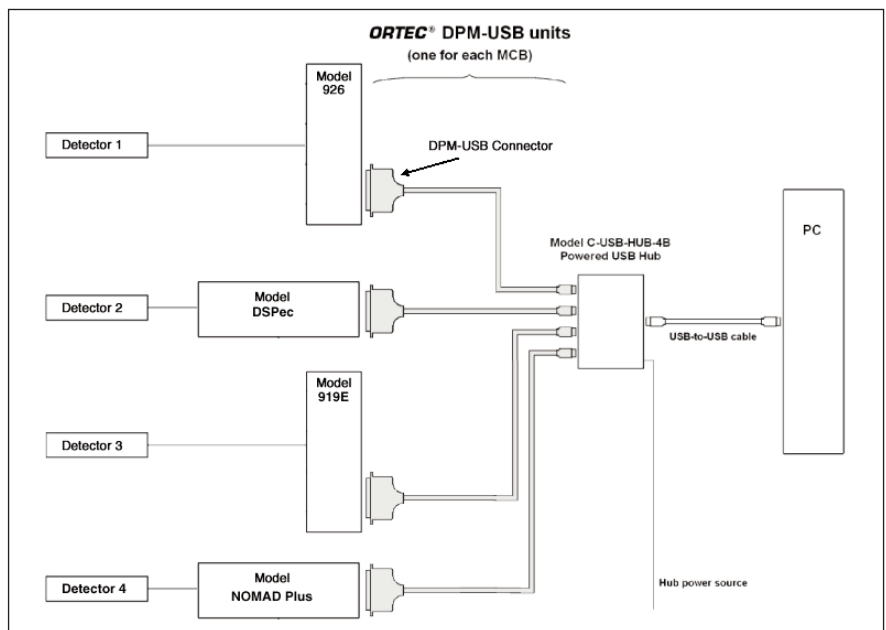 ORTEC® DPM-USB units
(one for each MCB)
Model
926
Detector 1
DPM-USB Connector
Model C-USB-HUB-4B
Powered USB Hub
PC
Detector 2
Model
DSPec
USB-to-USB cable
Model
919E
Detector 3
Detector 4
Model
NOMAD Plus
Hub power source